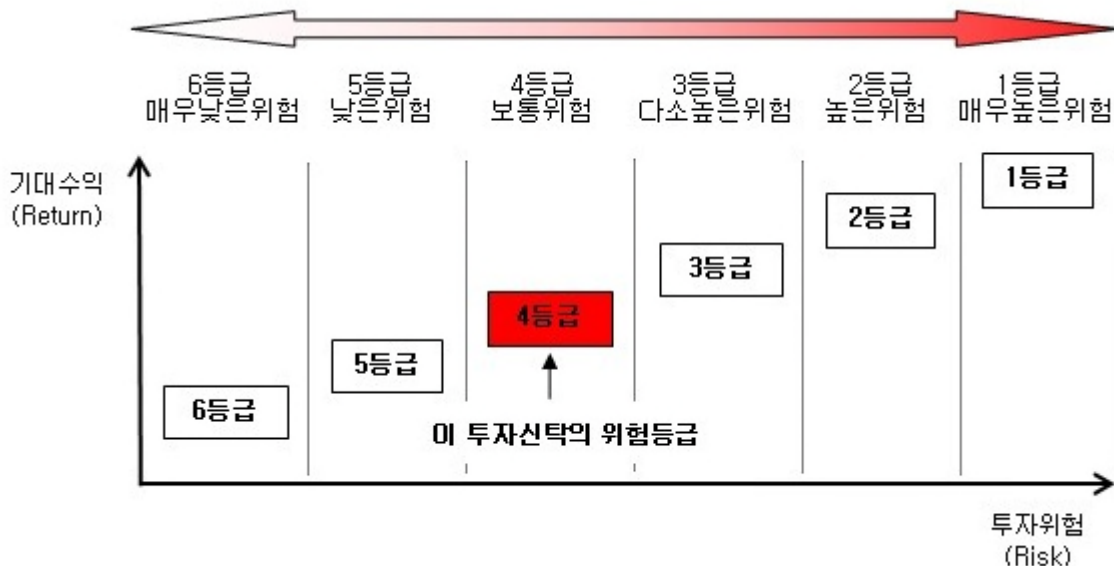 6등급 5등급 4등급 3등급 2등급 1등급
매우낮은위험 낮은위험 보통위험 다소높은위험 높은위험 매우높은위험
기대수익
(Return)
1등급
2등급
3등급
4등급
5등급
6등급
이 투자신탁의 위험등급
투자위험
(Risk)